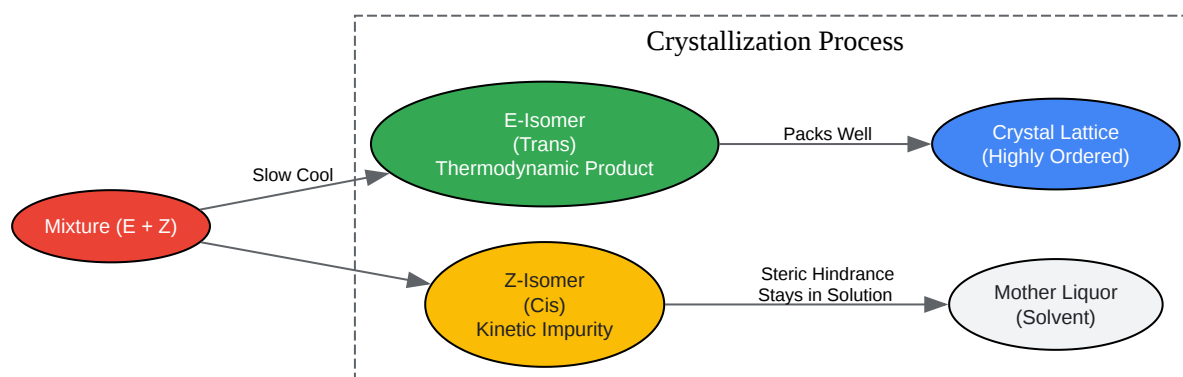 Crystallization Process
Mixture (E + Z)
Slow Cool
E-Isomer
(Trans)
Thermodynamic Product
Packs Well
Crystal Lattice
(Highly Ordered)
Z-Isomer
(Cis)
Kinetic Impurity
Steric Hindrance
Stays in Solution
Mother Liquor
(Solvent)